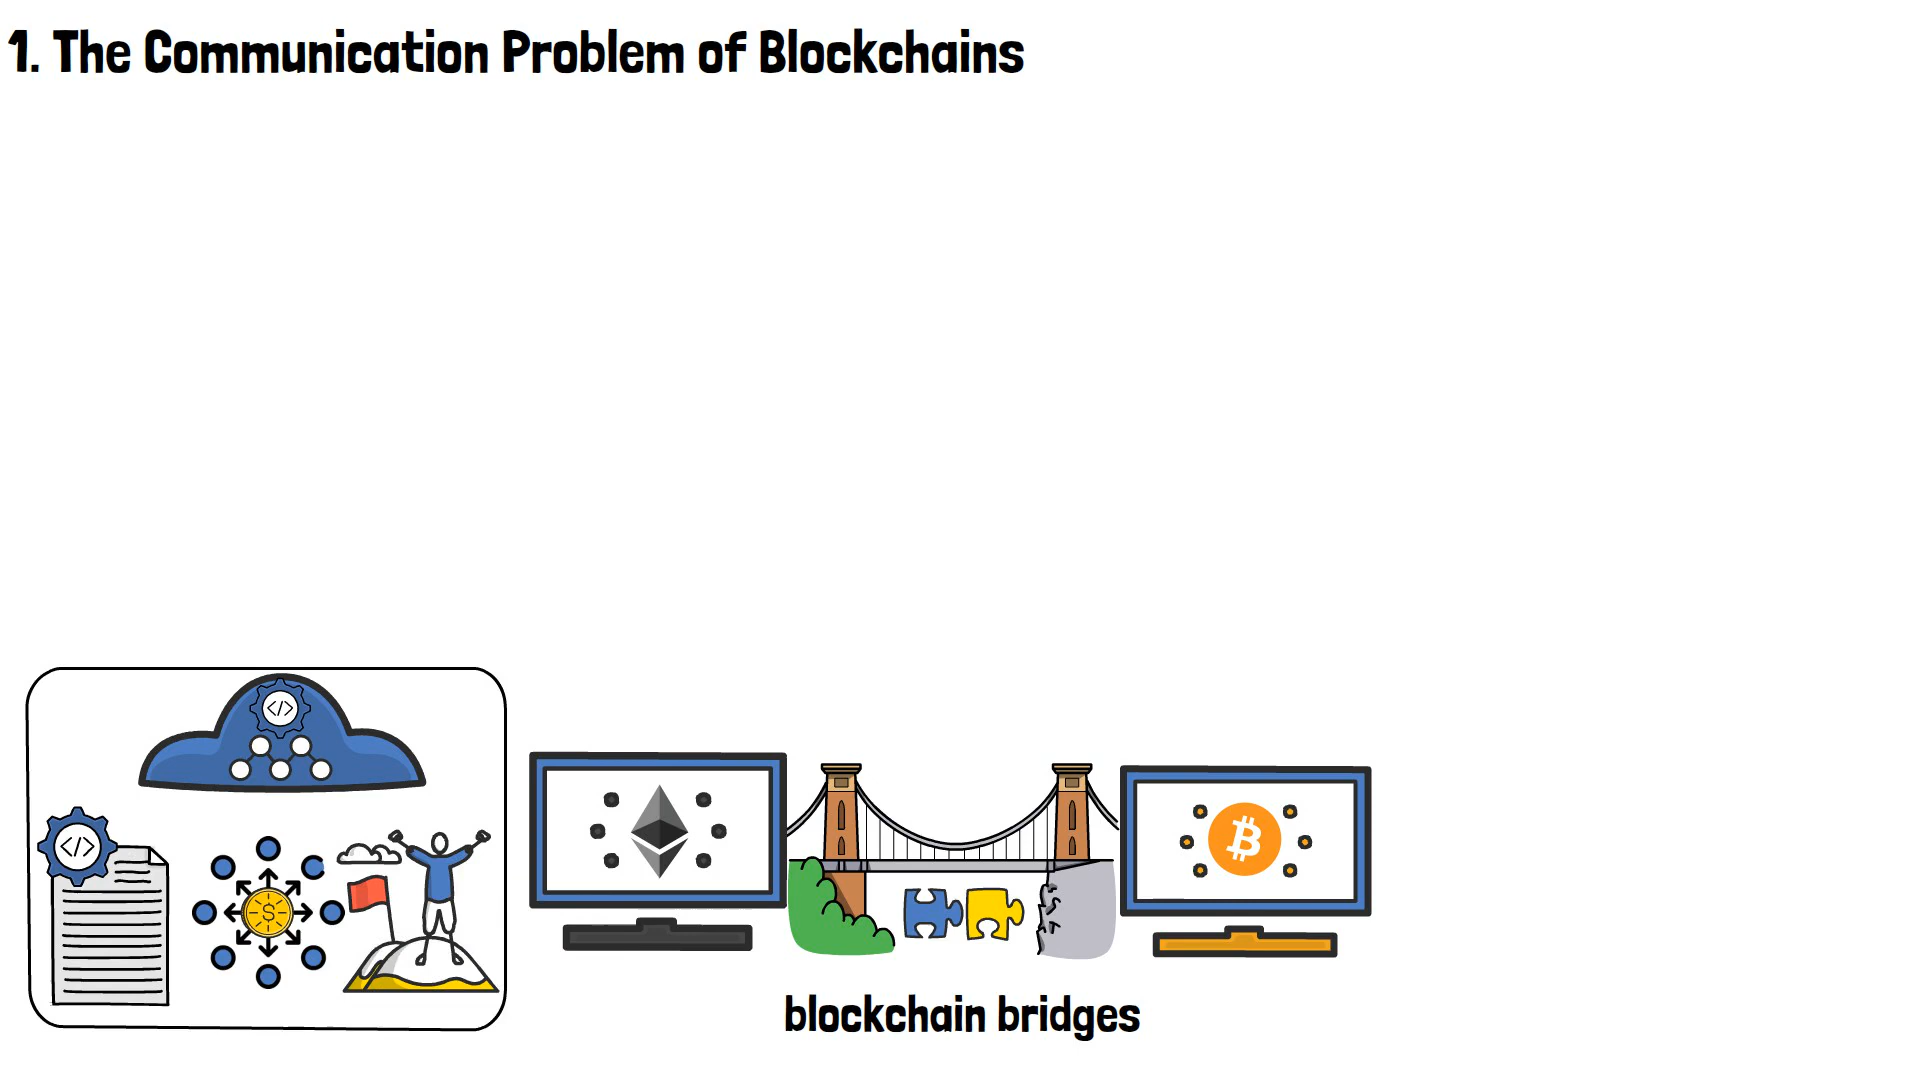 1. The Communication Problem of Blockchains
</>
</>
$
₿
blockchain bridges